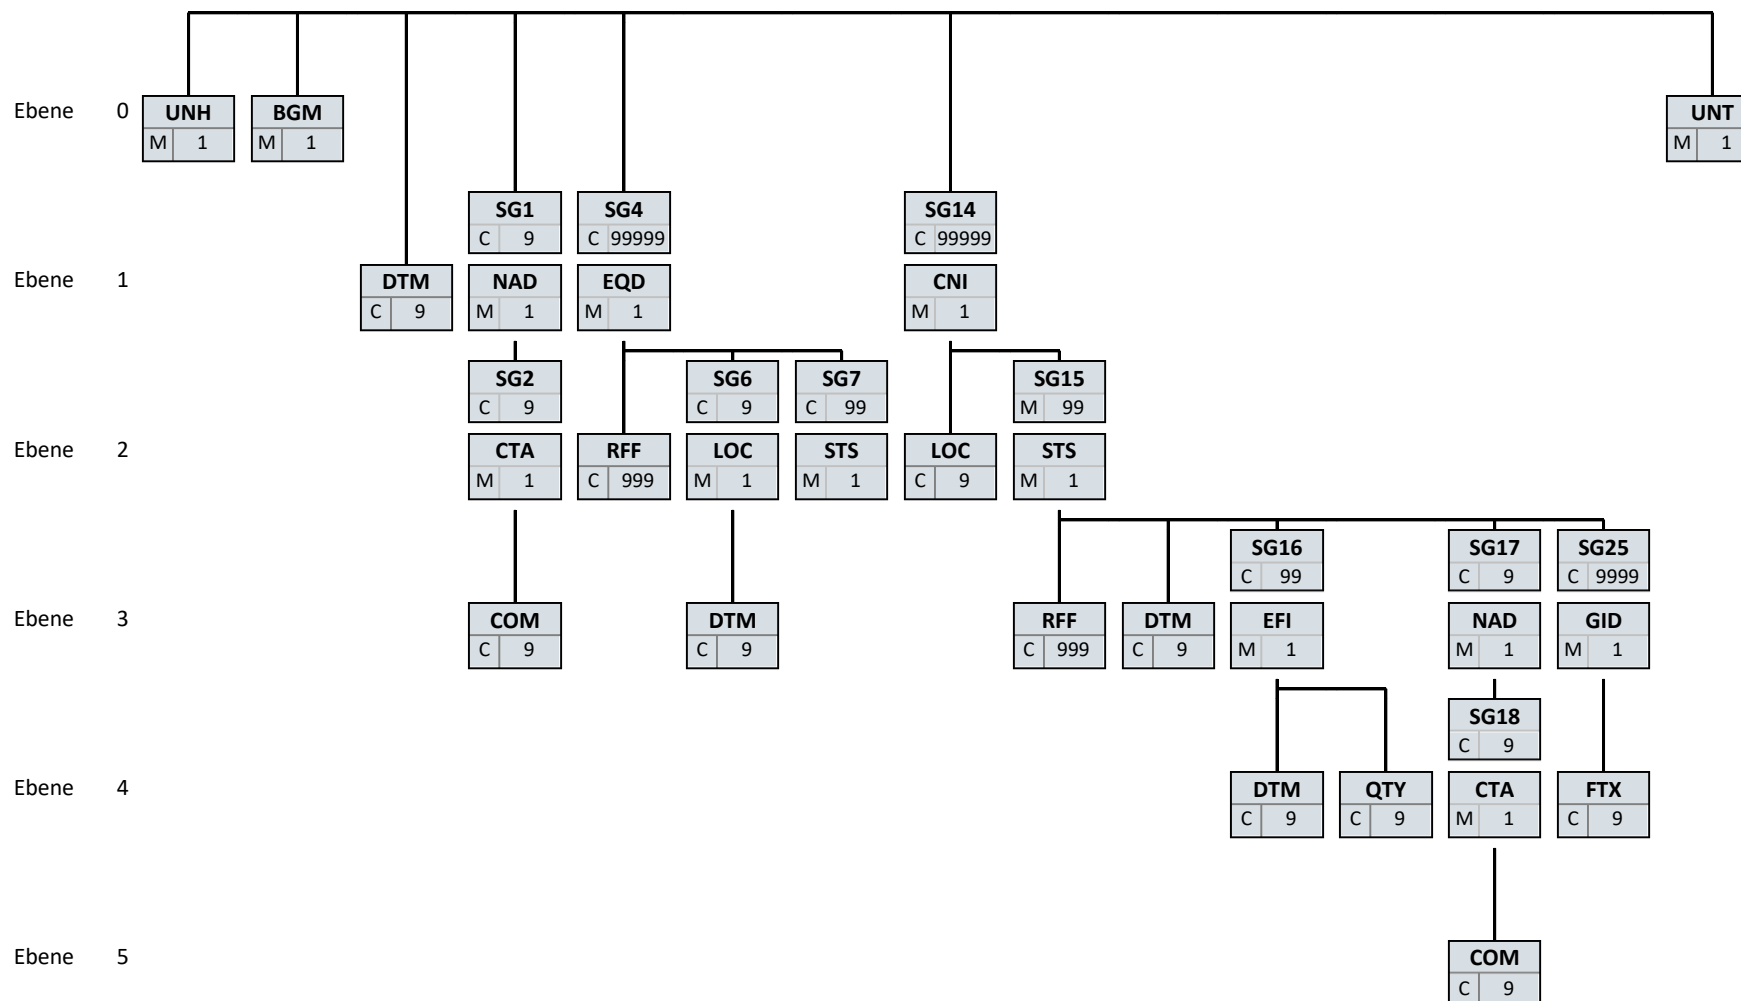 Ebene 0 UNH BGM UNT
M 1 M 1 M 1
SG1 SG4 SG14
C 9 C 99999 C 99999
Ebene 1 DTM NAD EQD CNI
C 9 M 1 M 1 M 1
SG2 SG6 SG7 SG15
C 9 C 9 C 99 M 99
Ebene 2 CTA RFF LOC STS LOC STS
M 1 C 999 M 1 M 1 C 9 M 1
SG16 SG17 SG25
C 99 C 9 C 9999
Ebene 3 COM DTM RFF DTM EFI NAD GID
C 9 C 9 C 999 C 9 M 1 M 1 M 1
SG18
C 9
Ebene 4 DTM QTY CTA FTX
C 9 C 9 M 1 C 9
Ebene 5 COM
C 9